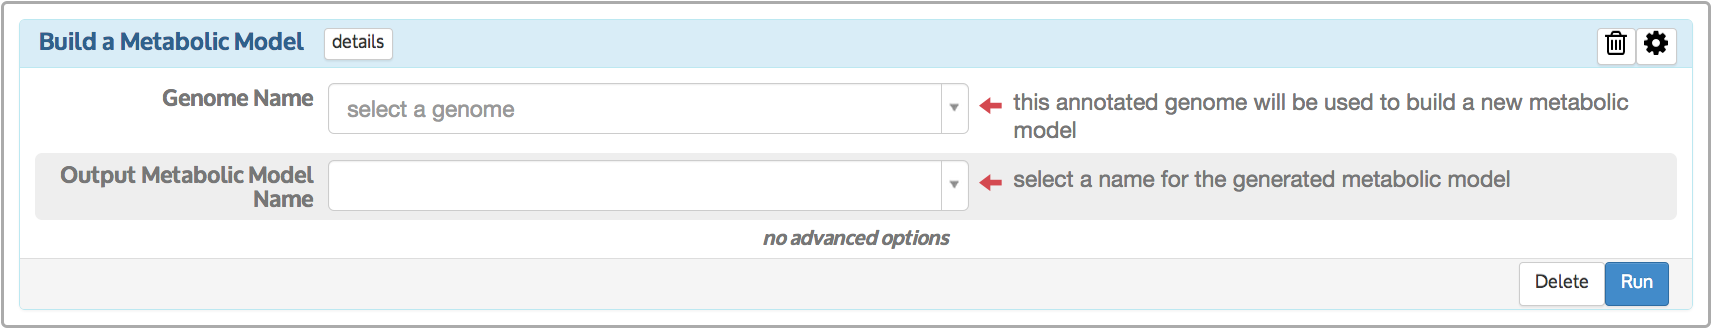 Build a Metabolic Model details
Genome Name select a genome this annotated genome will be used to build a new metabolic
model
Output Metabolic Model select a name for the generated metabolic model
Name
no advanced options
Delete Run